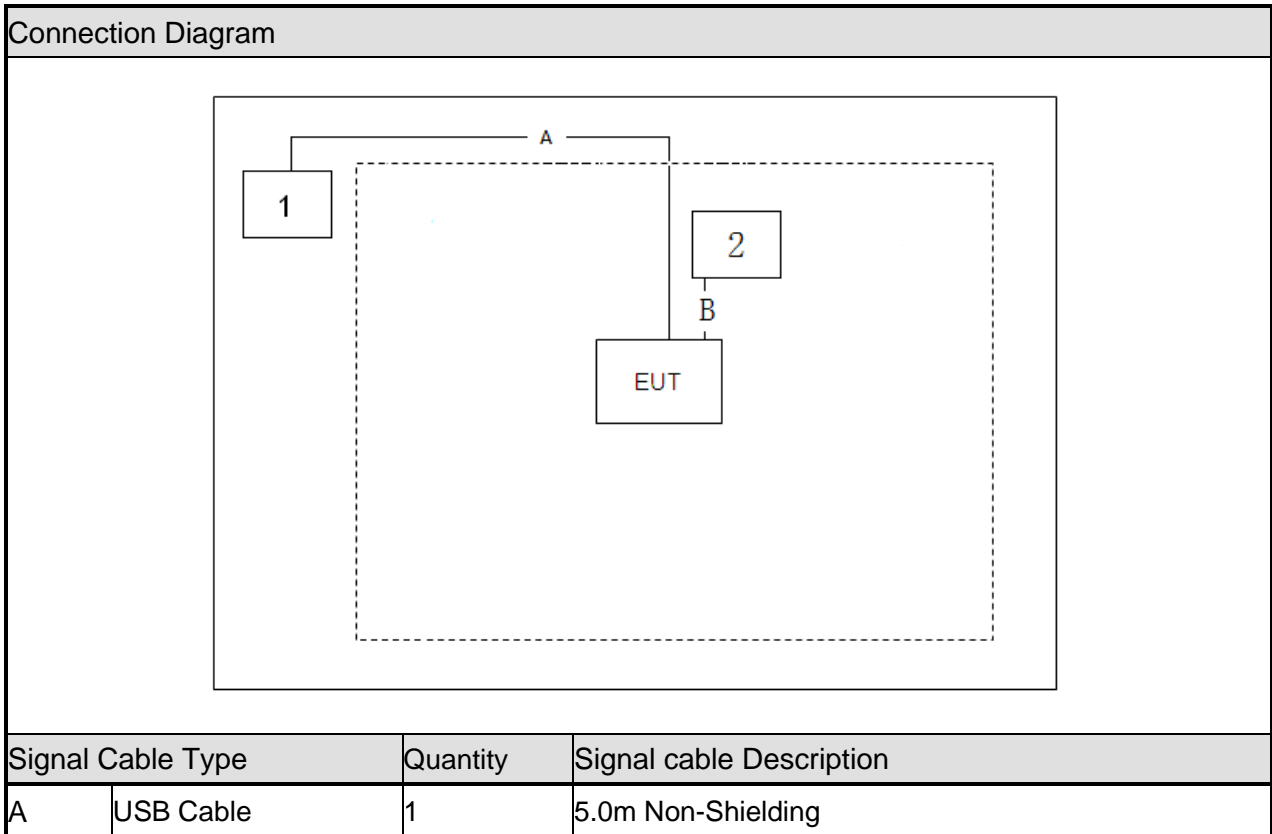 Connection Diagram
A
1
2
B
EUT
Signal Cable Type Quantity Signal cable Description
A USB Cable 1 5.0m Non-Shielding